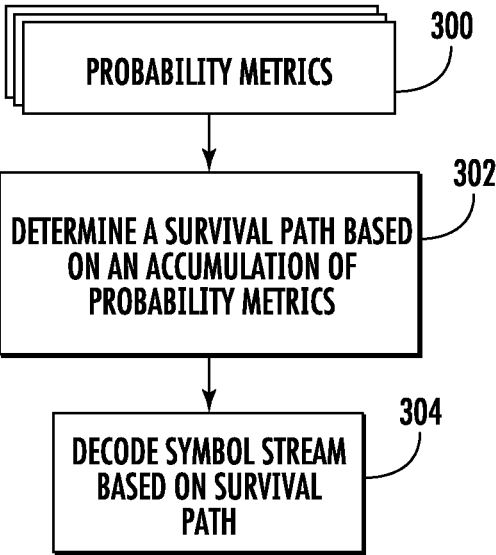 300
PROBABILITY METRICS
302
DETERMINE A SURVIVAL PATH BASED
ON AN ACCUMULATION OF
PROBABILITY METRICS
304
DECODE SYMBOL STREAM
BASED ON SURVIVAL
PATH